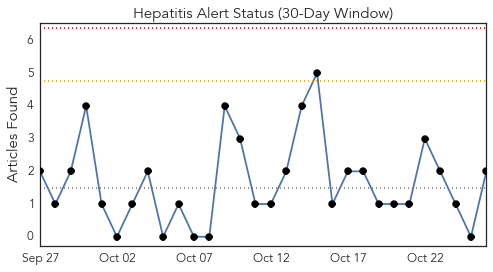 Hepatitis Alert Status (30-Day Window)
Articles Found
6
5
4
3
2
1
0
Sep 27 Oct 02 Oct 07 Oct 12 Oct 17 Oct 22